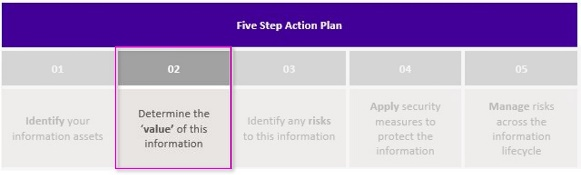 Five Step Action Plan
01
02
03
04
05
Identify your
information assets
Determine the
'value' of this
information
Identify any risks
to this information
Apply security
measures to
protect the
information
Manage risks
across the
information
lifecycle